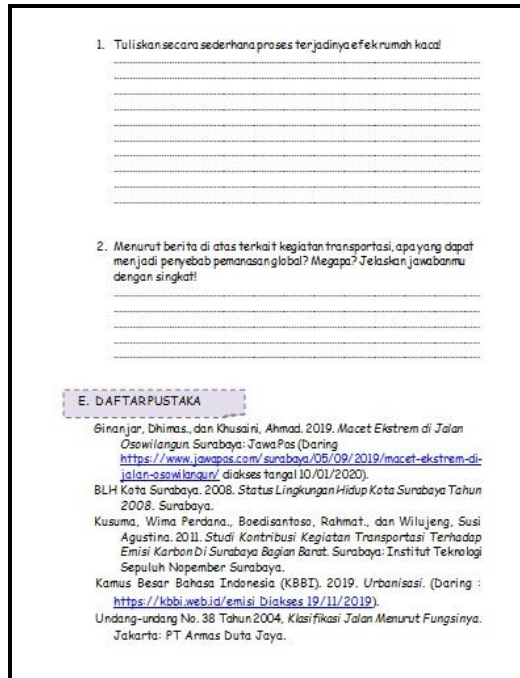 1. Tuliskan secara sederhana proses terjadinya efek rumah kaca!
2. Menurut berita di atas terkait kegiatan transportasi, apa yang dapat
menjadi penyebab pemanasan global? Megapa? Jelaskan jawabanmu
dengan singkat!
E. DAFTAR PUSTAKA
Ginanjar, Dhimas., dan Khusaini, Ahmad. 2019. Macet Ekstrem di Jalan
Osowilangun. Surabaya: Jawa Pos (Daring
https://www.jawapos.com/surabaya/05/09/2019/macet-ekstrem-di-
jalan-osowilangun/ diakses tangal 10/01/2020).
BLH Kota Surabaya. 2008. Status Lingkungan Hidup Kota Surabaya Tahun
2008. Surabaya.
Kusuma, Wima Perdana., Boedisantoso, Rahmat., dan Wilujeng, Susi
Agustina. 2011. Studi Kontribusi Kegiatan Transportasi Terhadap
Emisi Karbon Di Surabaya Bagian Barat. Surabaya: Institut Teknologi
Sepuluh Nopember Surabaya.
Kamus Besar Bahasa Indonesia (KBBI). 2019. Urbanisasi. (Daring :
https://kbbi.web.id/emisi Diakses 19/11/2019).
Undang-undang No. 38 Tahun 2004, Klasifikasi Jalan Menurut Fungsinya.
Jakarta: PT Armas Duta Jaya.